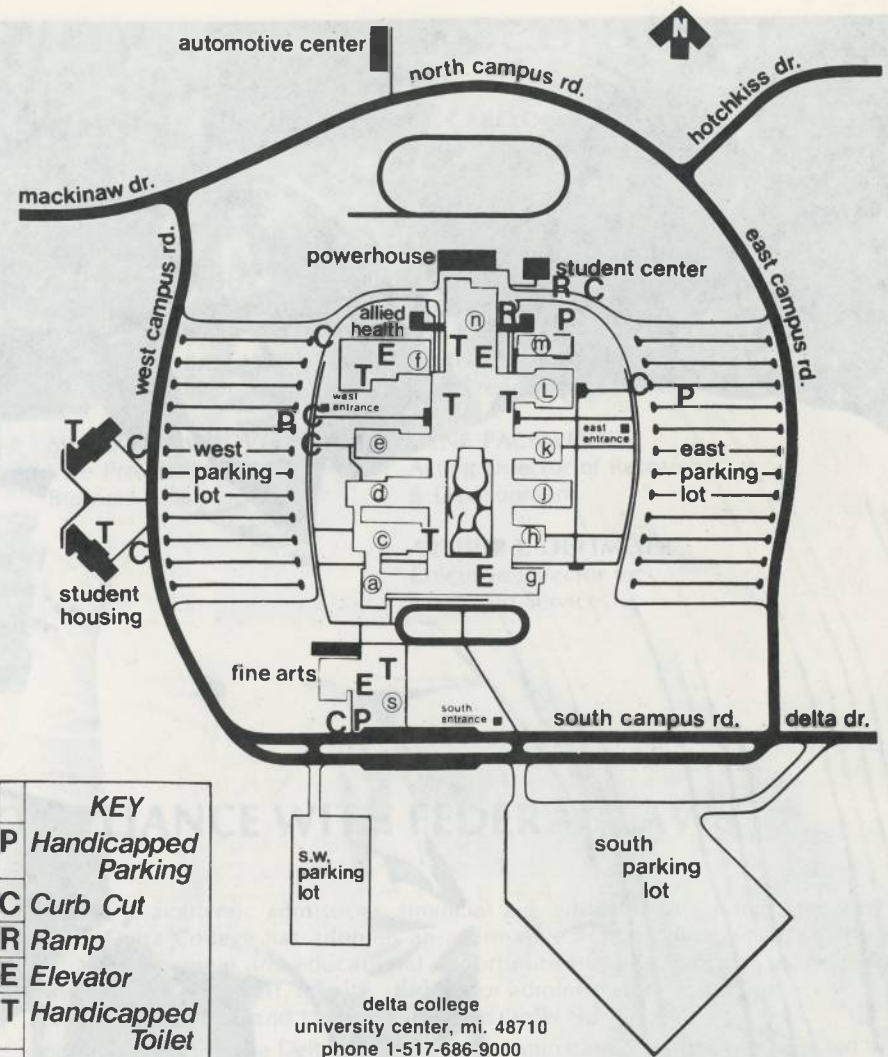 N
automotive center
north campus rd.
hotchkiss dr.
mackinaw dr.
west campus rd.
east campus rd.
powerhouse
student center
R C
allied
health
n
R
P
C
E
f
T
E
m
T
west
entrance
T
T
L
C
P
R
C
C
east
entrance
e
k
west
parking
lot
east
parking
lot
T
C
d
j
T
C
student
housing
c
T
h
a
E
g
fine arts
T
E
s
C P
south
entrance
south campus rd.
delta dr.
KEY
P Handicapped
Parking
C Curb Cut
R Ramp
E Elevator
T Handicapped
Toilet
s.w.
parking
lot
south
parking
lot
delta college
university center, mi. 48710
phone 1-517-686-9000